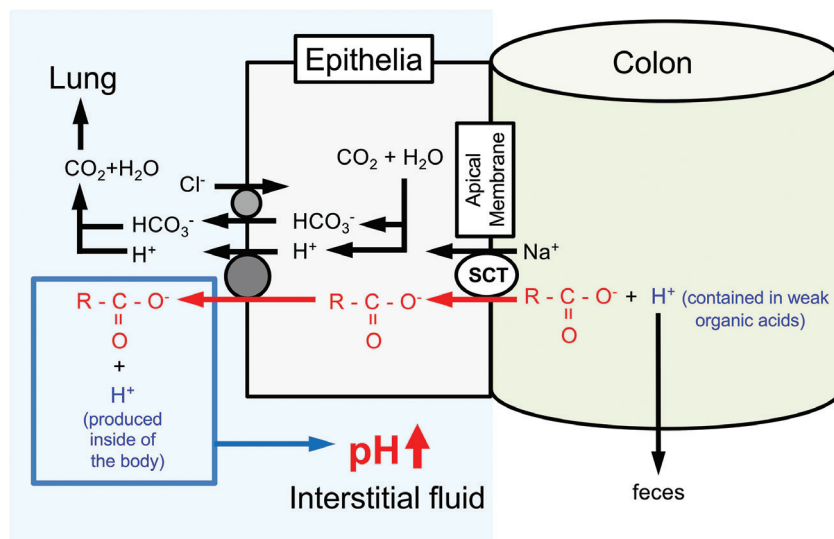 Epithelia
Colon
Lung
CO₂+H₂O
Cl⁻
HCO₃⁻
H⁺
CO₂ + H₂O
HCO₃⁻
H⁺
Apical
Membrane
Na⁺
SCT
R - C - O⁻
=
O
+
H⁺
(produced
inside of
the body)
R - C - O⁻
=
O
R - C - O⁻ + H⁺ (contained in weak
organic acids)
=
O
pH
Interstitial fluid
feces